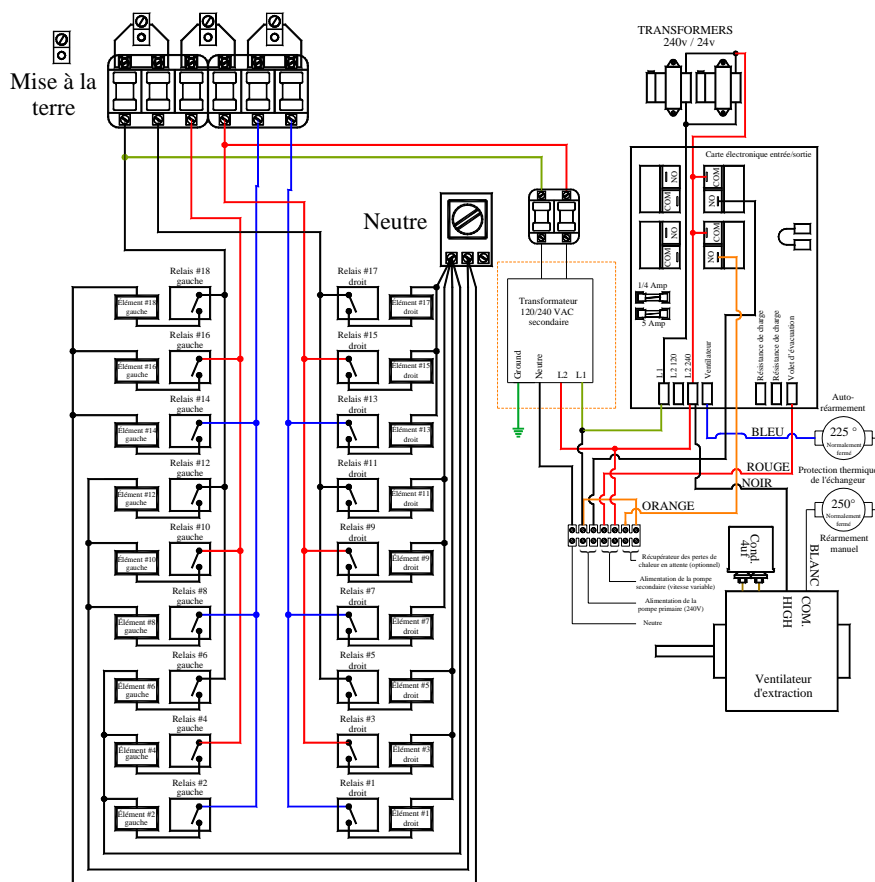 TRANSFORMERS
240v / 24v
Mise à la
terre
Carte électronique entrée/sortie
COM
NO
COM
NO
COM
NO
COM
NO
Neutre
1/4 Amp
5 Amp
Transformateur
120/240 VAC
secondaire
Ground
Neutre
L2
L1
L1
L2 120
L2 240
Ventilateur
Résistance de charge
Résistance de charge
Volet d'évacuation
Relais #18
gauche
Élément #18
gauche
Relais #17
droit
Élément #17
droit
Relais #16
gauche
Élément #16
gauche
Relais #15
droit
Élément #15
droit
Relais #14
gauche
Élément #14
gauche
Relais #13
droit
Élément #13
droit
Relais #12
gauche
Élément #12
gauche
Relais #11
droit
Élément #11
droit
Relais #10
gauche
Élément #10
gauche
Relais #9
droit
Élément #9
droit
Relais #8
gauche
Élément #8
gauche
Relais #7
droit
Élément #7
droit
Relais #6
gauche
Élément #6
gauche
Relais #5
droit
Élément #5
droit
Relais #4
gauche
Élément #4
gauche
Relais #3
droit
Élément #3
droit
Relais #2
gauche
Élément #2
gauche
Relais #1
droit
Élément #1
droit
Auto-
réarmement
225 °
Normalement
fermé
BLEU
ROUGE
NOIR
ORANGE
Protection thermique
de l'échangeur
250°
Normalement
fermé
Réarmement
manuel
BLANC
Cond.
4uf
COM.
HIGH
Récupérateur des pertes de
chaleur en attente (optionnel)
Alimentation de la pompe
secondaire (vitesse variable)
Alimentation de la
pompe primaire (240V)
Neutre
Ventilateur
d'extraction